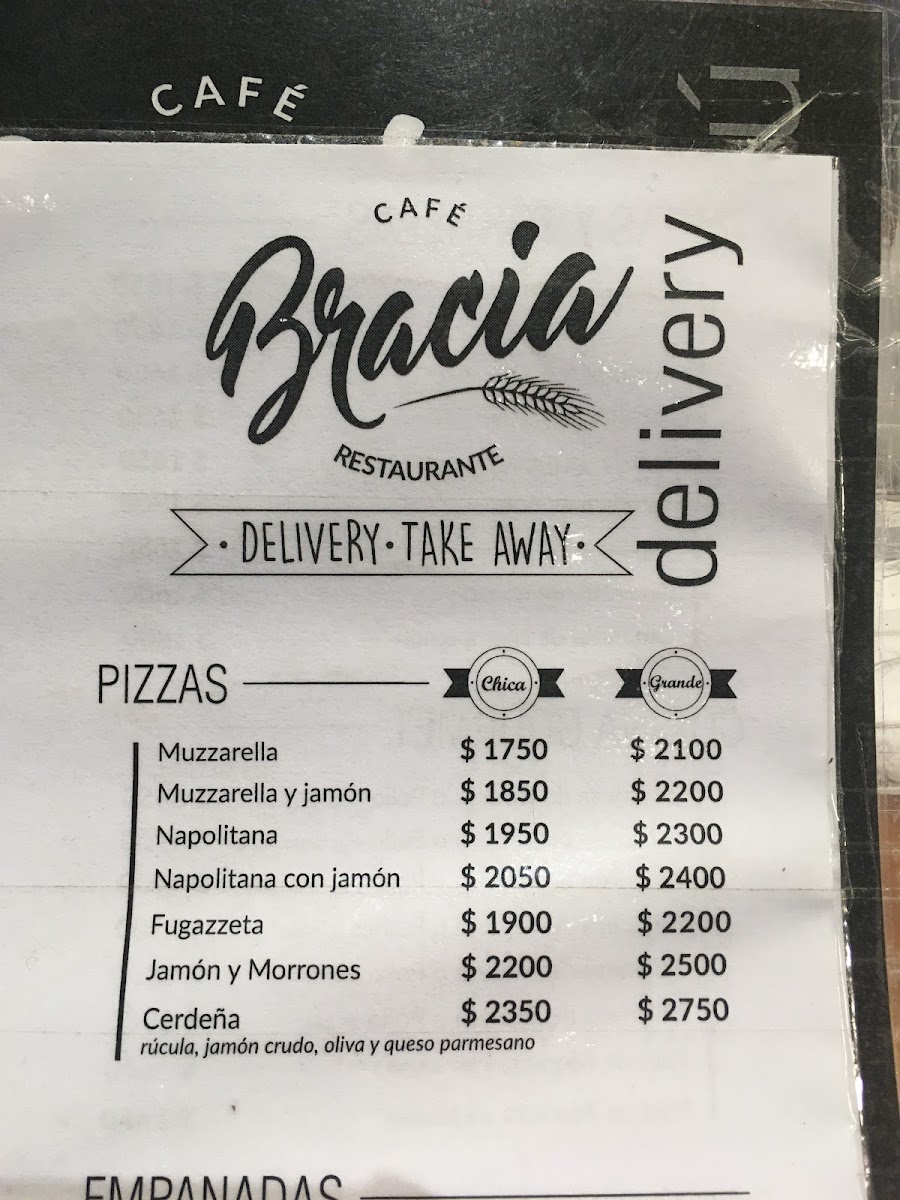 CAFÉ
ú
CAFÉ
Bracia
RESTAURANTE
delivery
· DELIVERY · TAKE AWAY ·
PIZZAS Chica Grande
Muzzarella $ 1750 $ 2100
Muzzarella y jamón $ 1850 $ 2200
Napolitana $ 1950 $ 2300
Napolitana con jamón $ 2050 $ 2400
Fugazzeta $ 1900 $ 2200
Jamón y Morrones $ 2200 $ 2500
Cerdeña $ 2350 $ 2750
rúcula, jamón crudo, oliva y queso parmesano
EMPANADAS